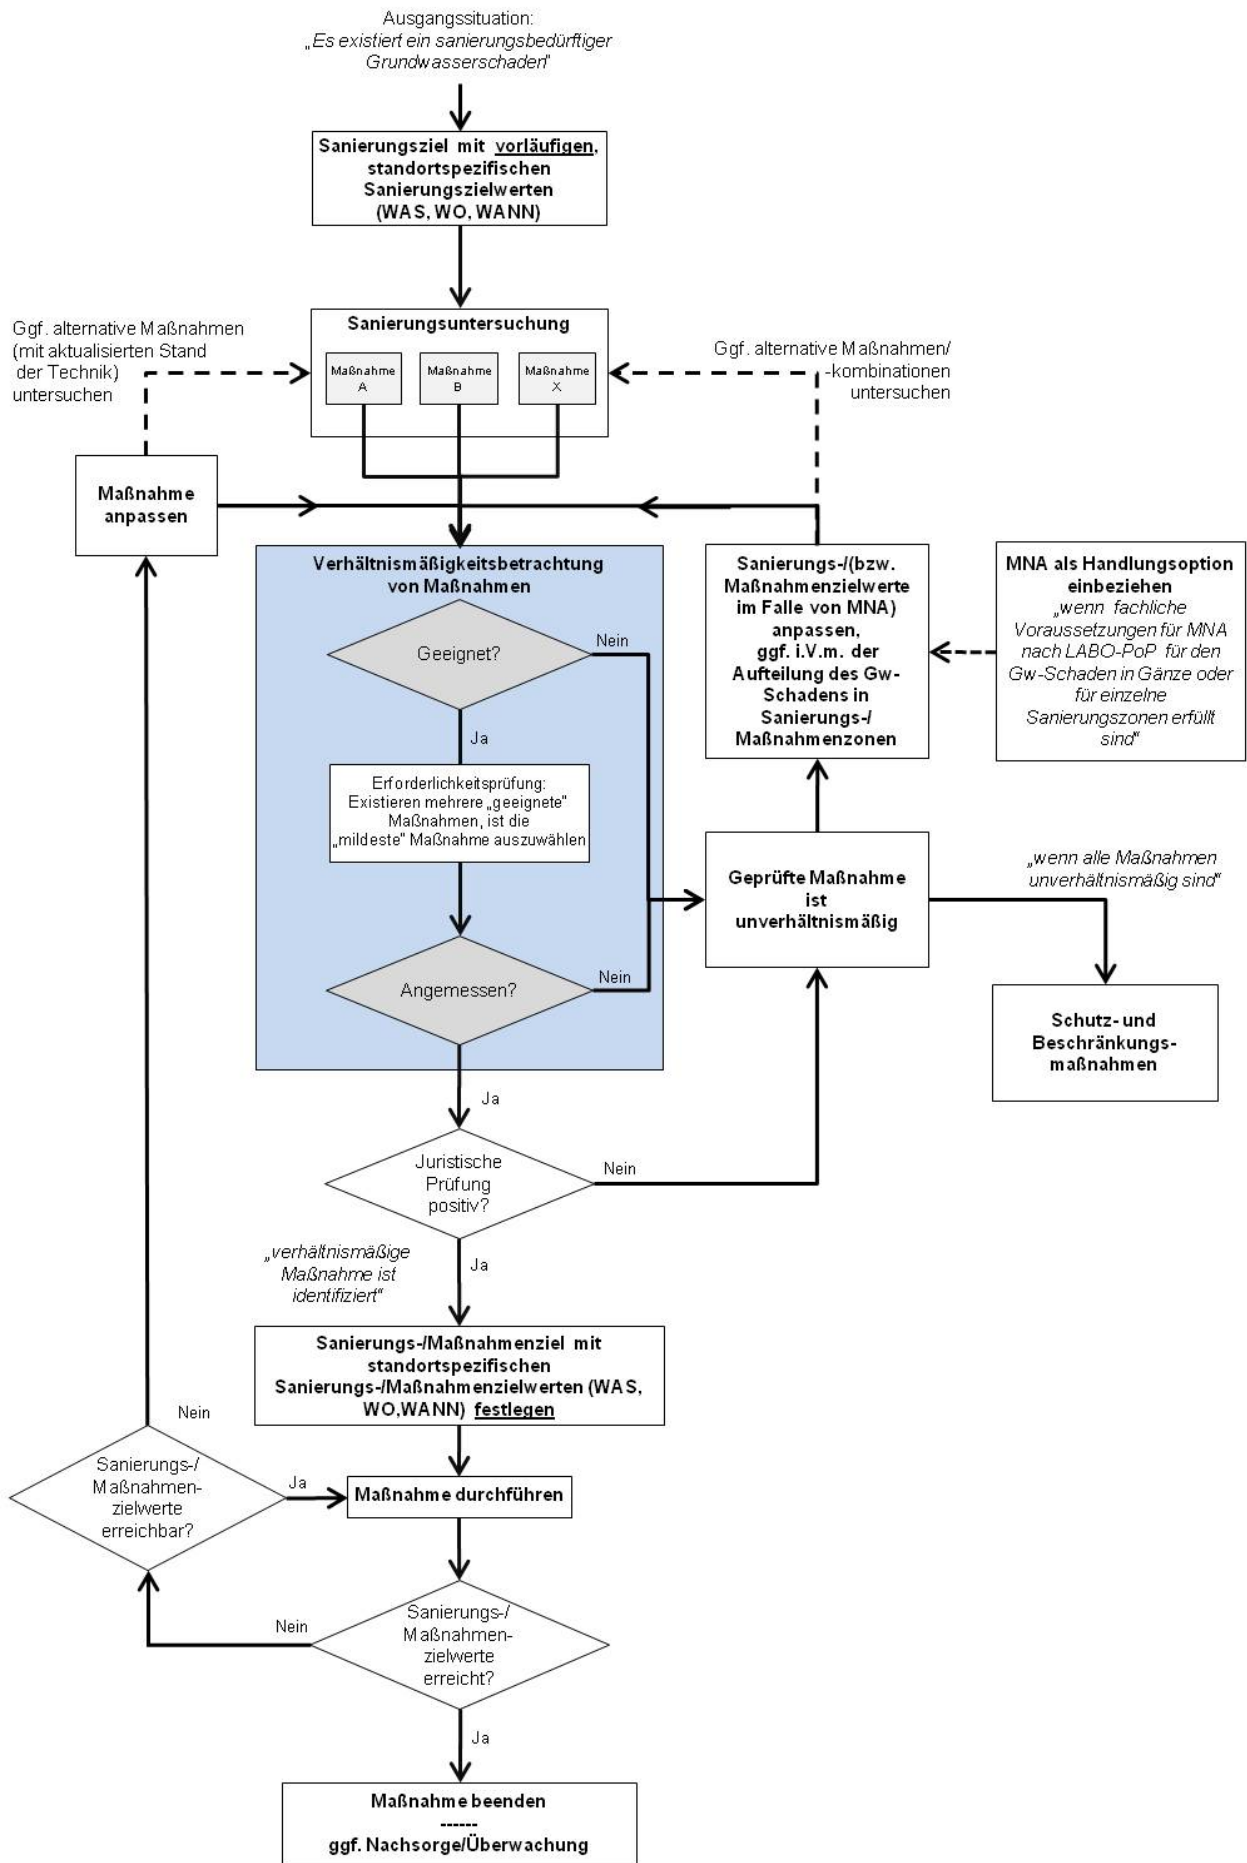 Ausgangssituation:
„Es existiert ein sanierungsbedürftiger
Grundwasserschaden"
Sanierungsziel mit vorläufigen,
standortspezifischen
Sanierungszielwerten
(WAS, WO, WANN)
Sanierungsuntersuchung
Maßnahme
A
Maßnahme
B
Maßnahme
X
Ggf. alternative Maßnahmen
(mit aktualisierten Stand
der Technik)
untersuchen
Ggf. alternative Maßnahmen/
-kombinationen
untersuchen
Maßnahme
anpassen
Verhältnismäßigkeitsbetrachtung
von Maßnahmen
Geeignet?
Nein
Ja
Erforderlichkeitsprüfung:
Existieren mehrere „geeignete"
Maßnahmen, ist die
„mildeste" Maßnahme auszuwählen
Angemessen?
Nein
Ja
Sanierungs-/(bzw.
Maßnahmenzielwerte
im Falle von MNA)
anpassen,
ggf. i.V.m. der
Aufteilung des Gw-
Schadens in
Sanierungs-/
Maßnahmenzonen
MNA als Handlungsoption
einbeziehen
„wenn fachliche
Voraussetzungen für MNA
nach LABO-PoP für den
Gw-Schaden in Gänze oder
für einzelne
Sanierungszonen erfüllt
sind"
Geprüfte Maßnahme
ist
unverhältnismäßig
„wenn alle Maßnahmen
unverhältnismäßig sind"
Schutz- und
Beschränkungs-
maßnahmen
Juristische
Prüfung
positiv?
Nein
Ja
„verhältnismäßige
Maßnahme ist
identifiziert"
Sanierungs-/Maßnahmenziel mit
standortspezifischen
Sanierungs-/Maßnahmenzielwerten (WAS,
WO,WANN) festlegen
Nein
Sanierungs-/
Maßnahmen-
zielwerte
erreichbar?
Ja
Maßnahme durchführen
Nein
Sanierungs-/
Maßnahmen-
zielwerte
erreicht?
Ja
Maßnahme beenden
------
ggf. Nachsorge/Überwachung